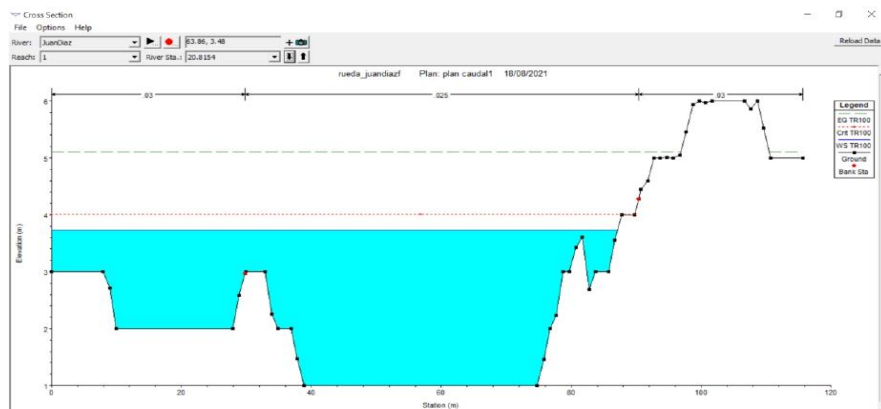 Cross Section
File Options Help
River: JuanDiaz 63.86, 3.48 Reload Data
Reach: 1 River Sta.: 20.8154
rueda_juandiazf Plan: plan caudal1 18/08/2021
.03 .025 .03
Legend
EG TR100
Crt TR100
WS TR100
Ground
Bank Sta
6
5
4
3
2
1
Elevation (m)
0 20 40 60 80 100 120
Station (m)